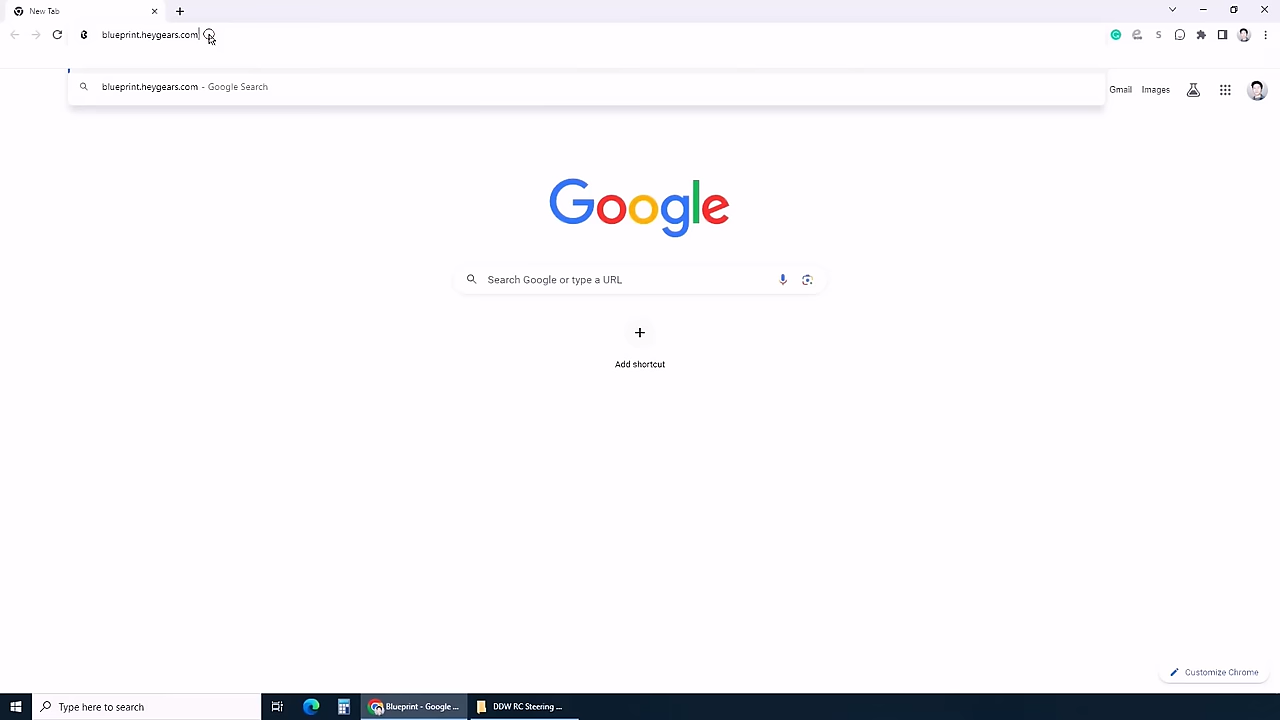 New Tab
blueprint.heygears.com
blueprint.heygears.com - Google Search
Gmail Images
Google
Search Google or type a URL
Add shortcut
Customize Chrome
Type here to search
Blueprint - Google ...
DDW RC Steering ...